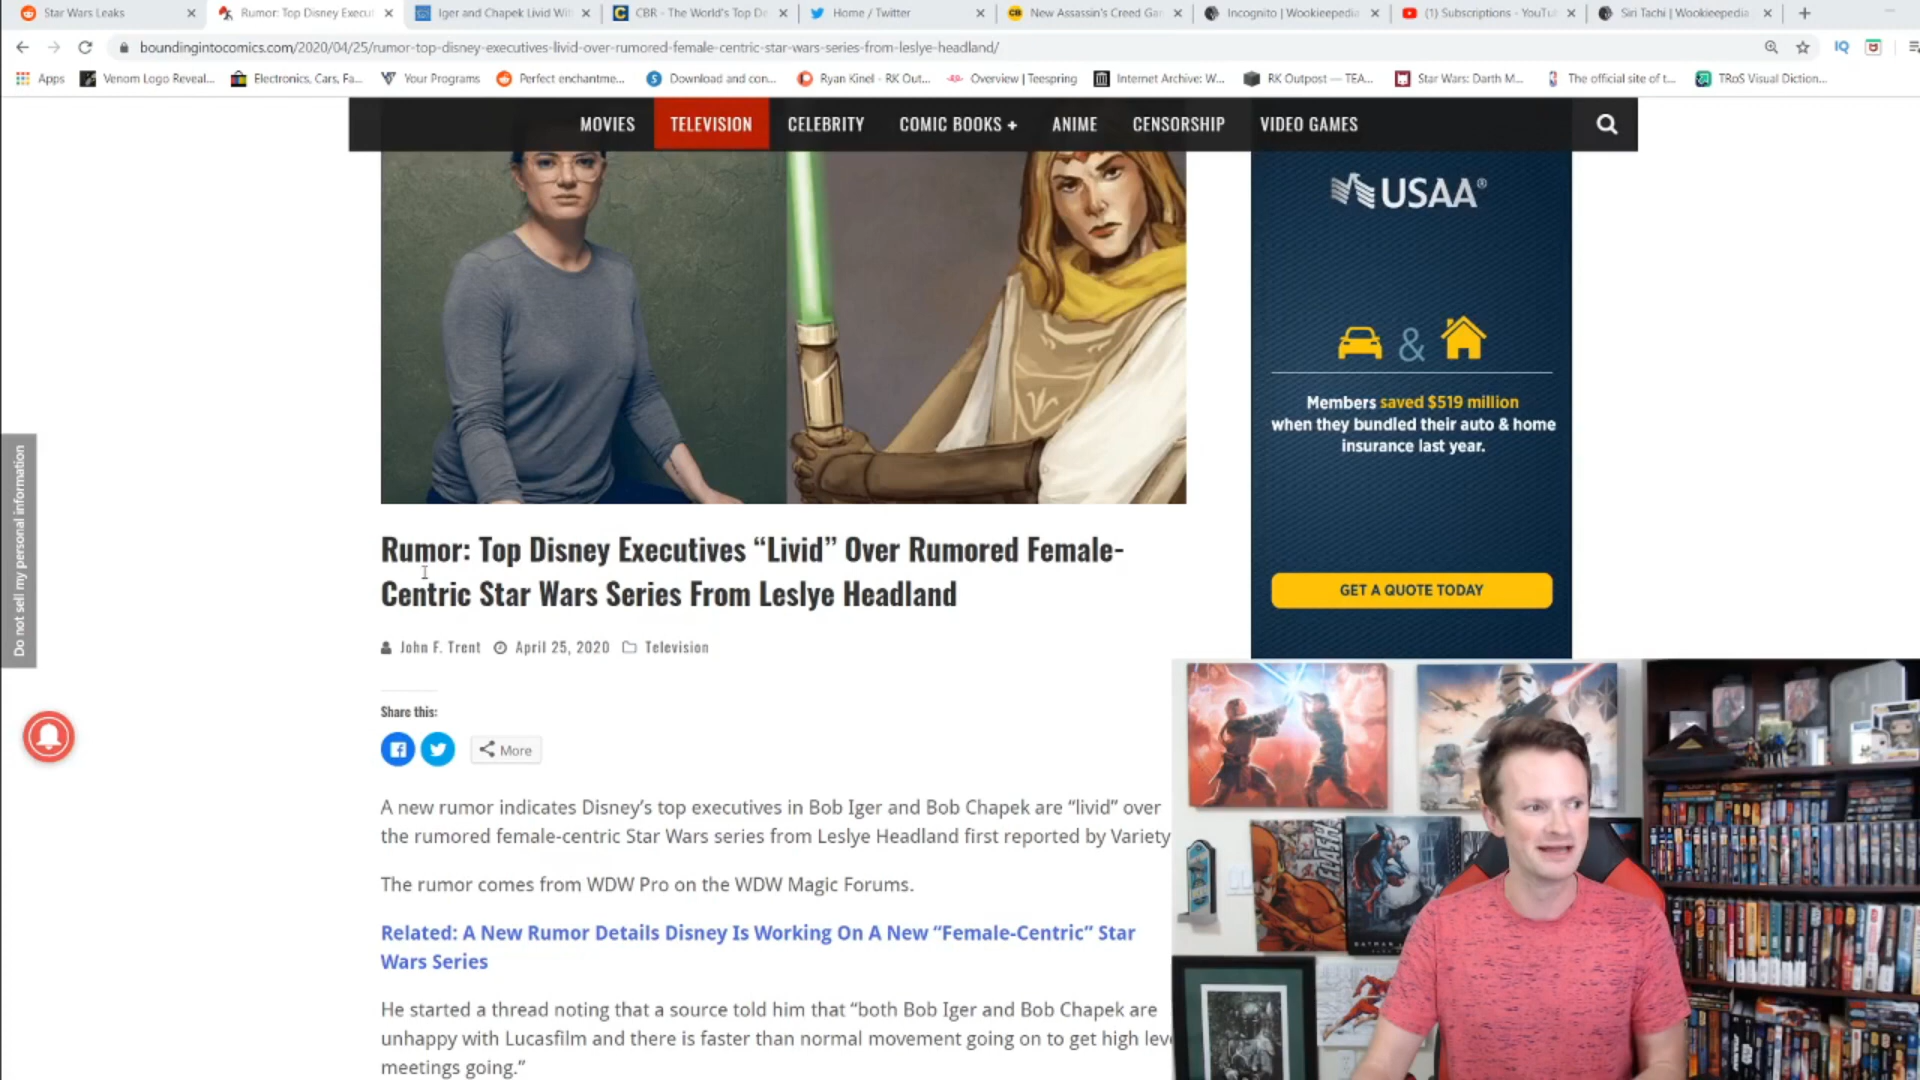 Star Wars Leaks
Rumor: Top Disney Execut
Iger and Chapek Livid Wit
CBR - The World's Top De
Home / Twitter
New Assassin's Creed Gam
Incognito | Wookieepedia
(1) Subscriptions - YouTu
Siri Tachi | Wookieepedia
boundingintocomics.com/2020/04/25/rumor-top-disney-executives-livid-over-rumored-female-centric-star-wars-series-from-leslye-headland/
Apps
Venom Logo Reveal...
Electronics, Cars, Fa...
Your Programs
Perfect enchantme...
Download and con...
Ryan Kinel - RK Out...
Overview | Teespring
Internet Archive: W...
RK Outpost — TEA...
Star Wars: Darth M...
The official site of t...
TRoS Visual Diction...
MOVIES
TELEVISION
CELEBRITY
COMIC BOOKS +
ANIME
CENSORSHIP
VIDEO GAMES
USAA®
&
Members saved $519 million
when they bundled their auto & home
insurance last year.
GET A QUOTE TODAY
Do not sell my personal information
Rumor: Top Disney Executives “Livid” Over Rumored Female-
Centric Star Wars Series From Leslye Headland
John F. Trent April 25, 2020 Television
Share this:
More
A new rumor indicates Disney’s top executives in Bob Iger and Bob Chapek are “livid” over
the rumored female-centric Star Wars series from Leslye Headland first reported by Variety
The rumor comes from WDW Pro on the WDW Magic Forums.
Related: A New Rumor Details Disney Is Working On A New “Female-Centric” Star
Wars Series
He started a thread noting that a source told him that “both Bob Iger and Bob Chapek are
unhappy with Lucasfilm and there is faster than normal movement going on to get high leve
meetings going.”